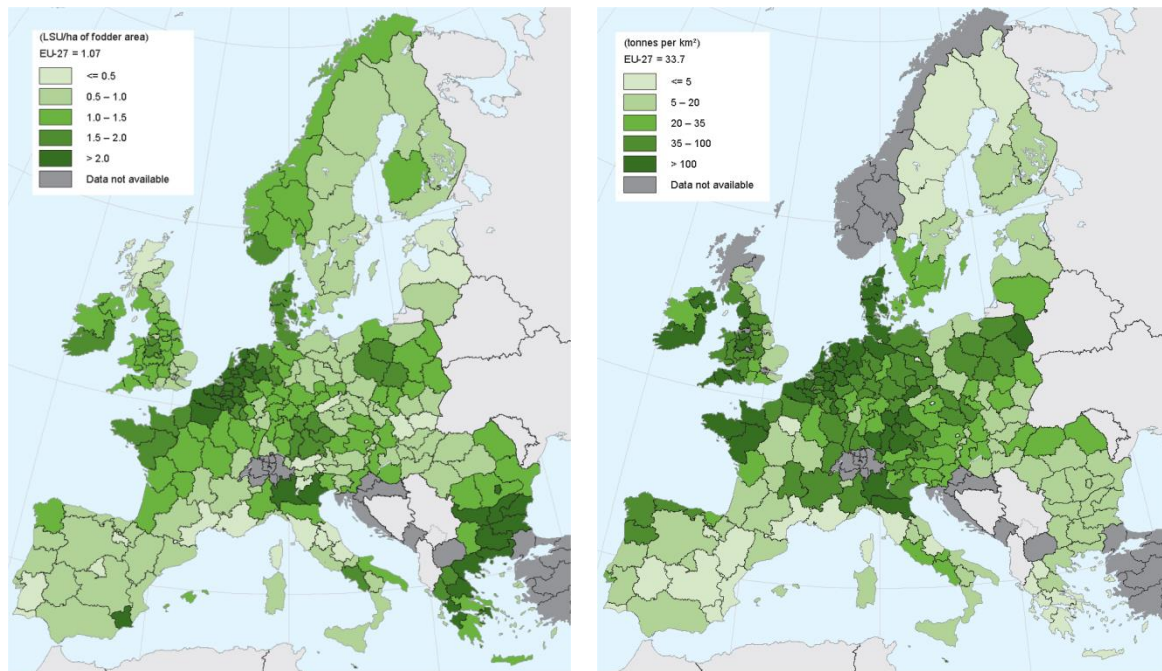 (LSU/ha of fodder area)
EU-27 = 1.07
<= 0.5
0.5 – 1.0
1.0 – 1.5
1.5 – 2.0
> 2.0
Data not available
(tonnes per km²)
EU-27 = 33.7
<= 5
5 – 20
20 – 35
35 – 100
> 100
Data not available